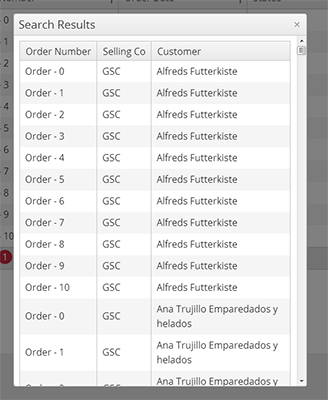 Search Results ×
Order Number Selling Co Customer
Order - 0 GSC Alfreds Futterkiste
Order - 1 GSC Alfreds Futterkiste
Order - 2 GSC Alfreds Futterkiste
Order - 3 GSC Alfreds Futterkiste
Order - 4 GSC Alfreds Futterkiste
Order - 5 GSC Alfreds Futterkiste
Order - 6 GSC Alfreds Futterkiste
Order - 7 GSC Alfreds Futterkiste
Order - 8 GSC Alfreds Futterkiste
Order - 9 GSC Alfreds Futterkiste
Order - 10 GSC Alfreds Futterkiste
Order - 0 GSC Ana Trujillo Emparedados y
helados
Order - 1 GSC Ana Trujillo Emparedados y
helados
Ana Trujillo Emparedados y
1